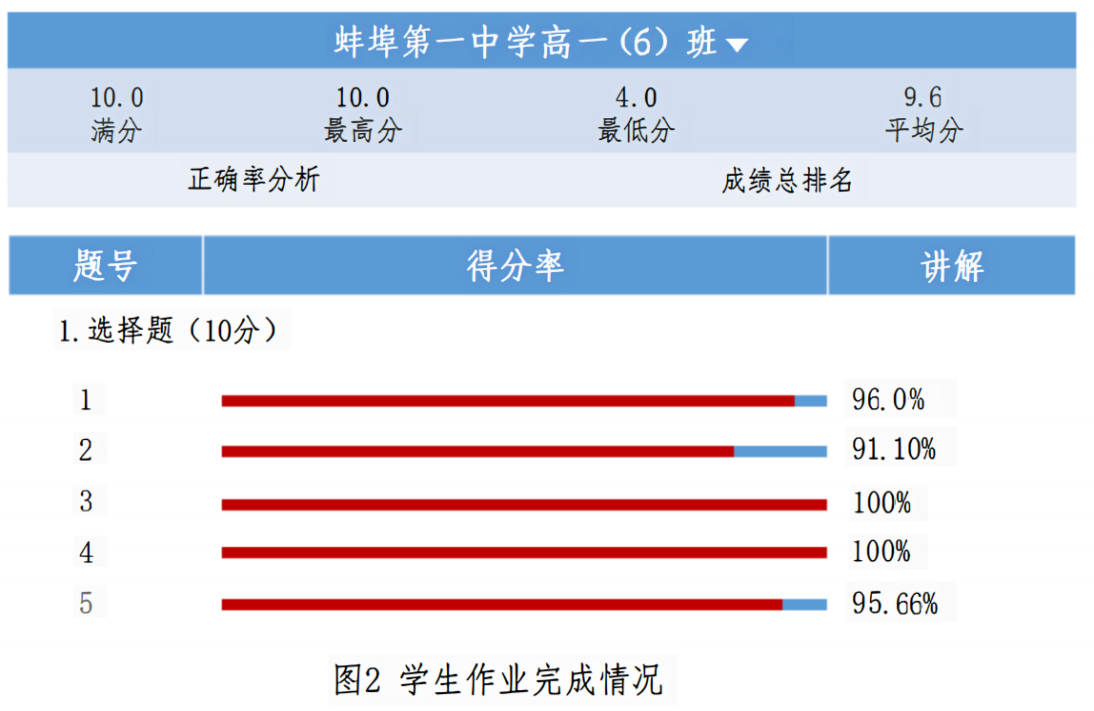 蚌埠第一中学高一（6）班
10.0 10.0 4.0 9.6
满分 最高分 最低分 平均分
正确率分析 成绩总排名
题号 得分率 讲解
1.选择题（10分）
1 96.0%
2 91.10%
3 100%
4 100%
5 95.66%
图2 学生作业完成情况